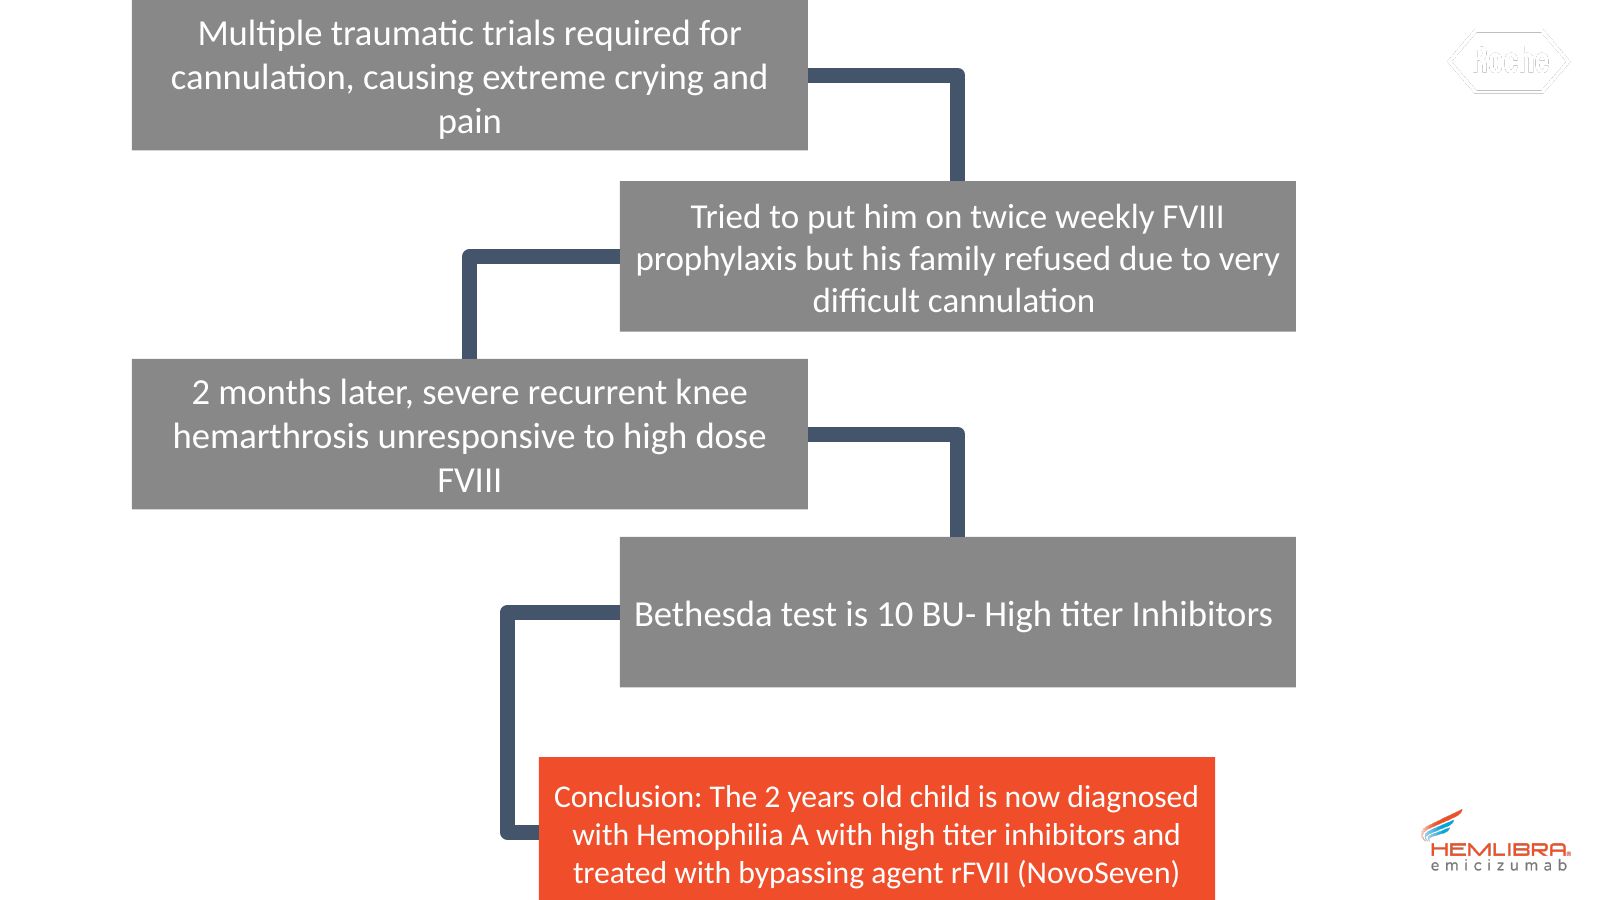 Multiple traumatic trials required for
cannulation, causing extreme crying and
pain
Roche
Tried to put him on twice weekly FVIII
prophylaxis but his family refused due to very
difficult cannulation
2 months later, severe recurrent knee
hemarthrosis unresponsive to high dose
FVIII
Bethesda test is 10 BU- High titer Inhibitors
Conclusion: The 2 years old child is now diagnosed
with Hemophilia A with high titer inhibitors and
treated with bypassing agent rFVII (NovoSeven)
HEMLIBRA®
emicizumab